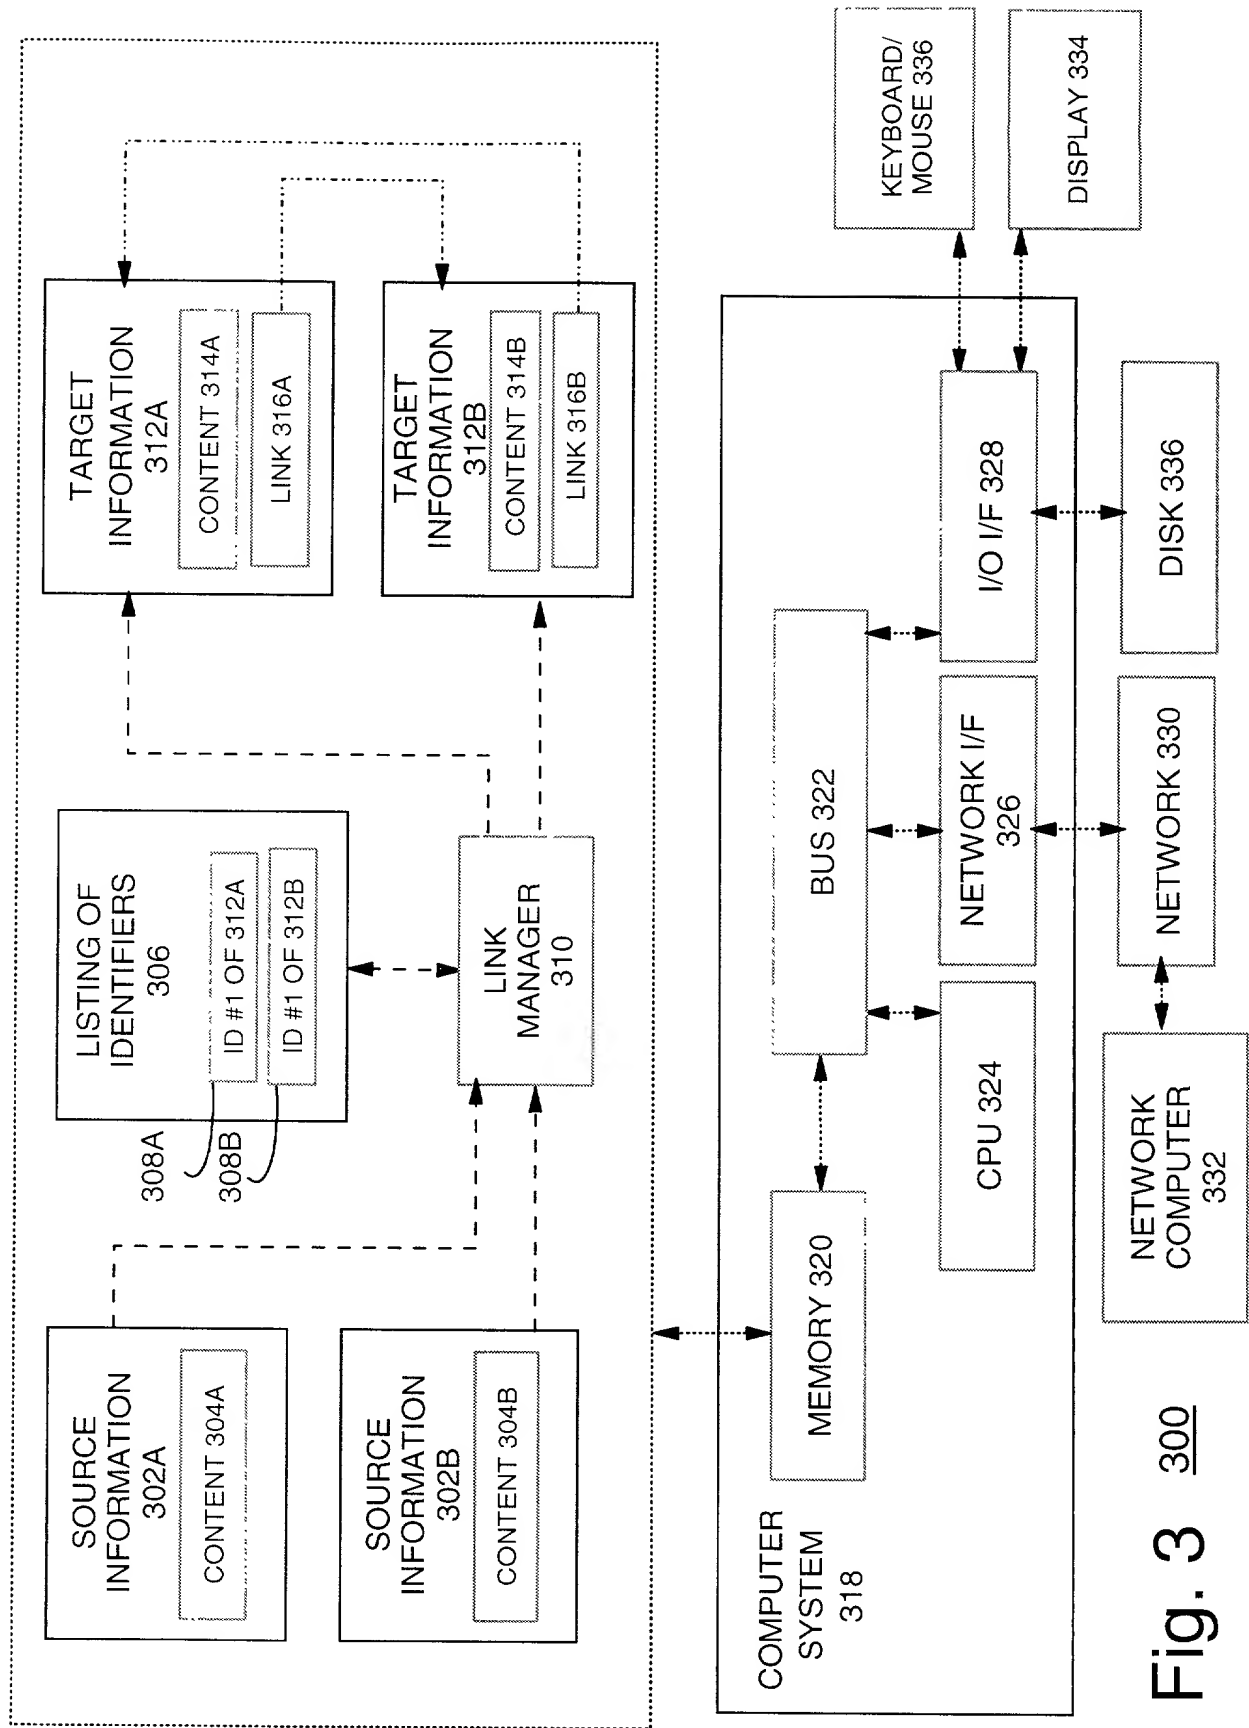 SOURCE
INFORMATION
302A
CONTENT 304A
SOURCE
INFORMATION
302B
CONTENT 304B
LISTING OF
IDENTIFIERS
306
ID #1 OF 312A
ID #1 OF 312B
308A
308B
LINK
MANAGER
310
TARGET
INFORMATION
312A
CONTENT 314A
LINK 316A
TARGET
INFORMATION
312B
CONTENT 314B
LINK 316B
COMPUTER
SYSTEM
318
MEMORY 320
BUS 322
CPU 324
NETWORK I/F
326
I/O I/F 328
KEYBOARD/
MOUSE 336
DISPLAY 334
NETWORK
COMPUTER
332
NETWORK 330
DISK 336
Fig. 3 300